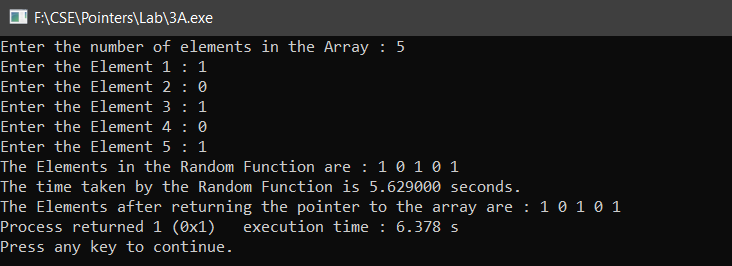 F:\CSE\Pointers\Lab\3A.exe
Enter the number of elements in the Array : 5
Enter the Element 1 : 1
Enter the Element 2 : 0
Enter the Element 3 : 1
Enter the Element 4 : 0
Enter the Element 5 : 1
The Elements in the Random Function are : 1 0 1 0 1
The time taken by the Random Function is 5.629000 seconds.
The Elements after returning the pointer to the array are : 1 0 1 0 1
Process returned 1 (0x1)   execution time : 6.378 s
Press any key to continue.